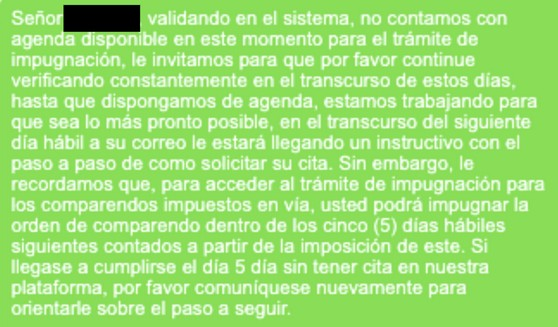 Señor , validando en el sistema, no contamos con
agenda disponible en este momento para el trámite de
impugnación, le invitamos para que por favor continue
verificando constantemente en el transcurso de estos días,
hasta que dispongamos de agenda, estamos trabajando para
que sea lo más pronto posible, en el transcurso del siguiente
día hábil a su correo le estará llegando un instructivo con el
paso a paso de como solicitar su cita. Sin embargo, le
recordamos que, para acceder al trámite de impugnación para
los comparendos impuestos en vía, usted podrá impugnar la
orden de comparendo dentro de los cinco (5) días hábiles
siguientes contados a partir de la imposición de este. Si
llegase a cumplirse el día 5 día sin tener cita en nuestra
plataforma, por favor comuníquese nuevamente para
orientarle sobre el paso a seguir.